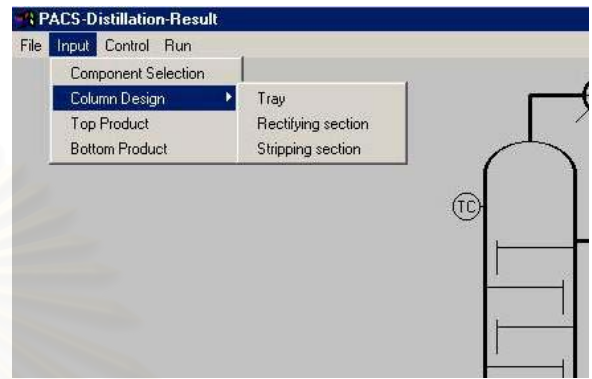 PACS-Distillation-Result
File Input Control Run
Component Selection
Column Design
Tray
Top Product
Rectifying section
Bottom Product
Stripping section
TC